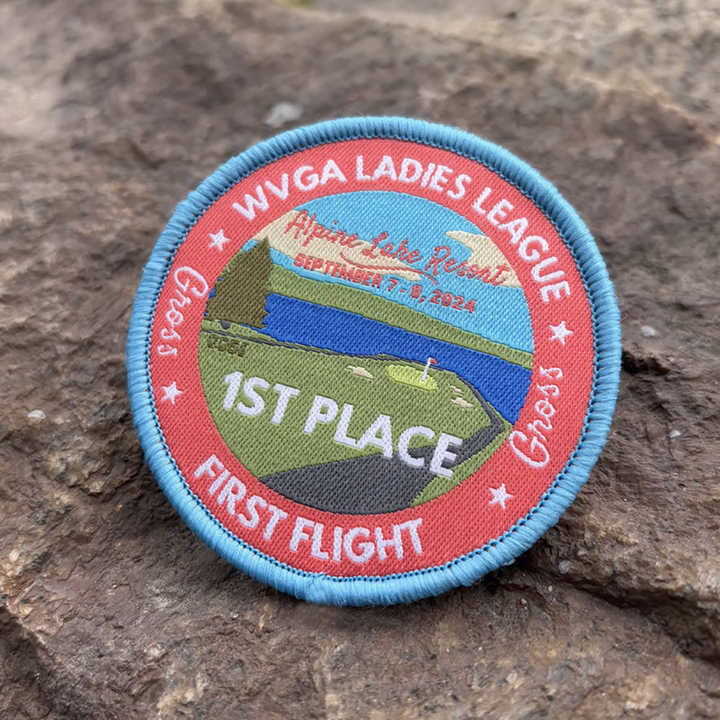 WVGA LADIES LEAGUE
Alpine Lake Resort
SEPTEMBER 7 - 8, 2024
Gross
Gross
1ST PLACE
FIRST FLIGHT